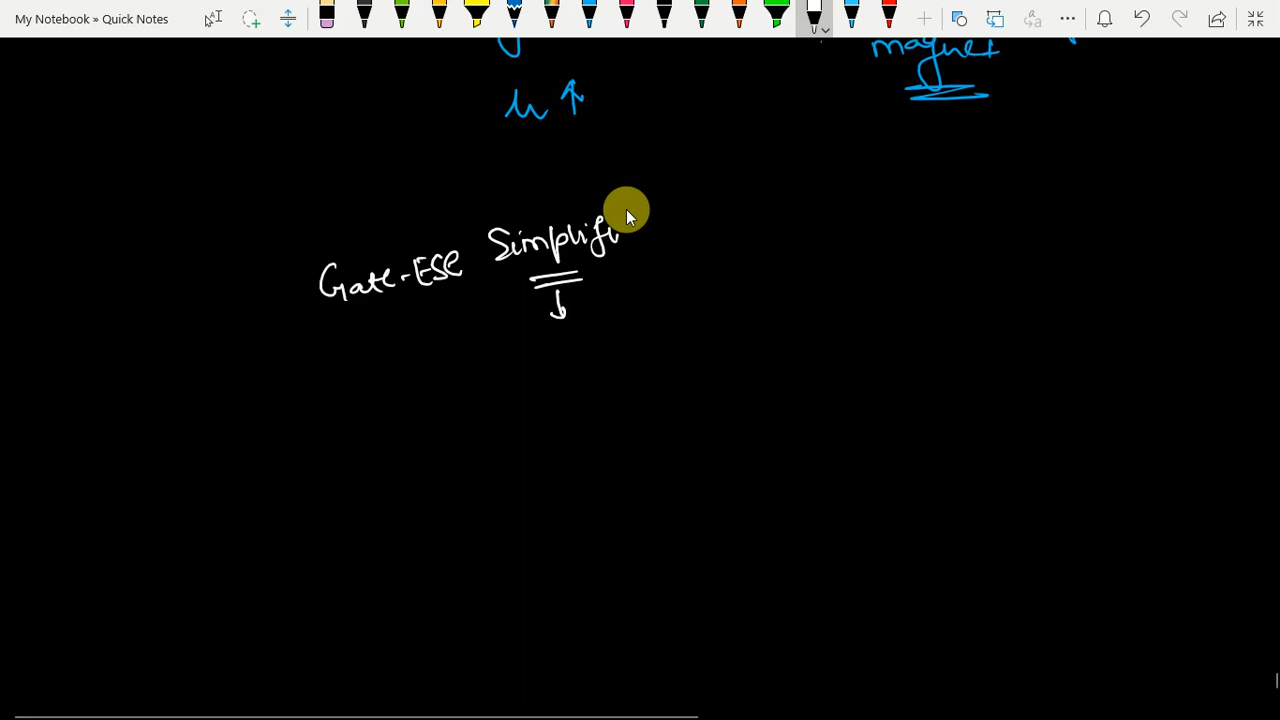 My Notebook » Quick Notes
magnet
μ ↑
Gate-ESE Simplifi